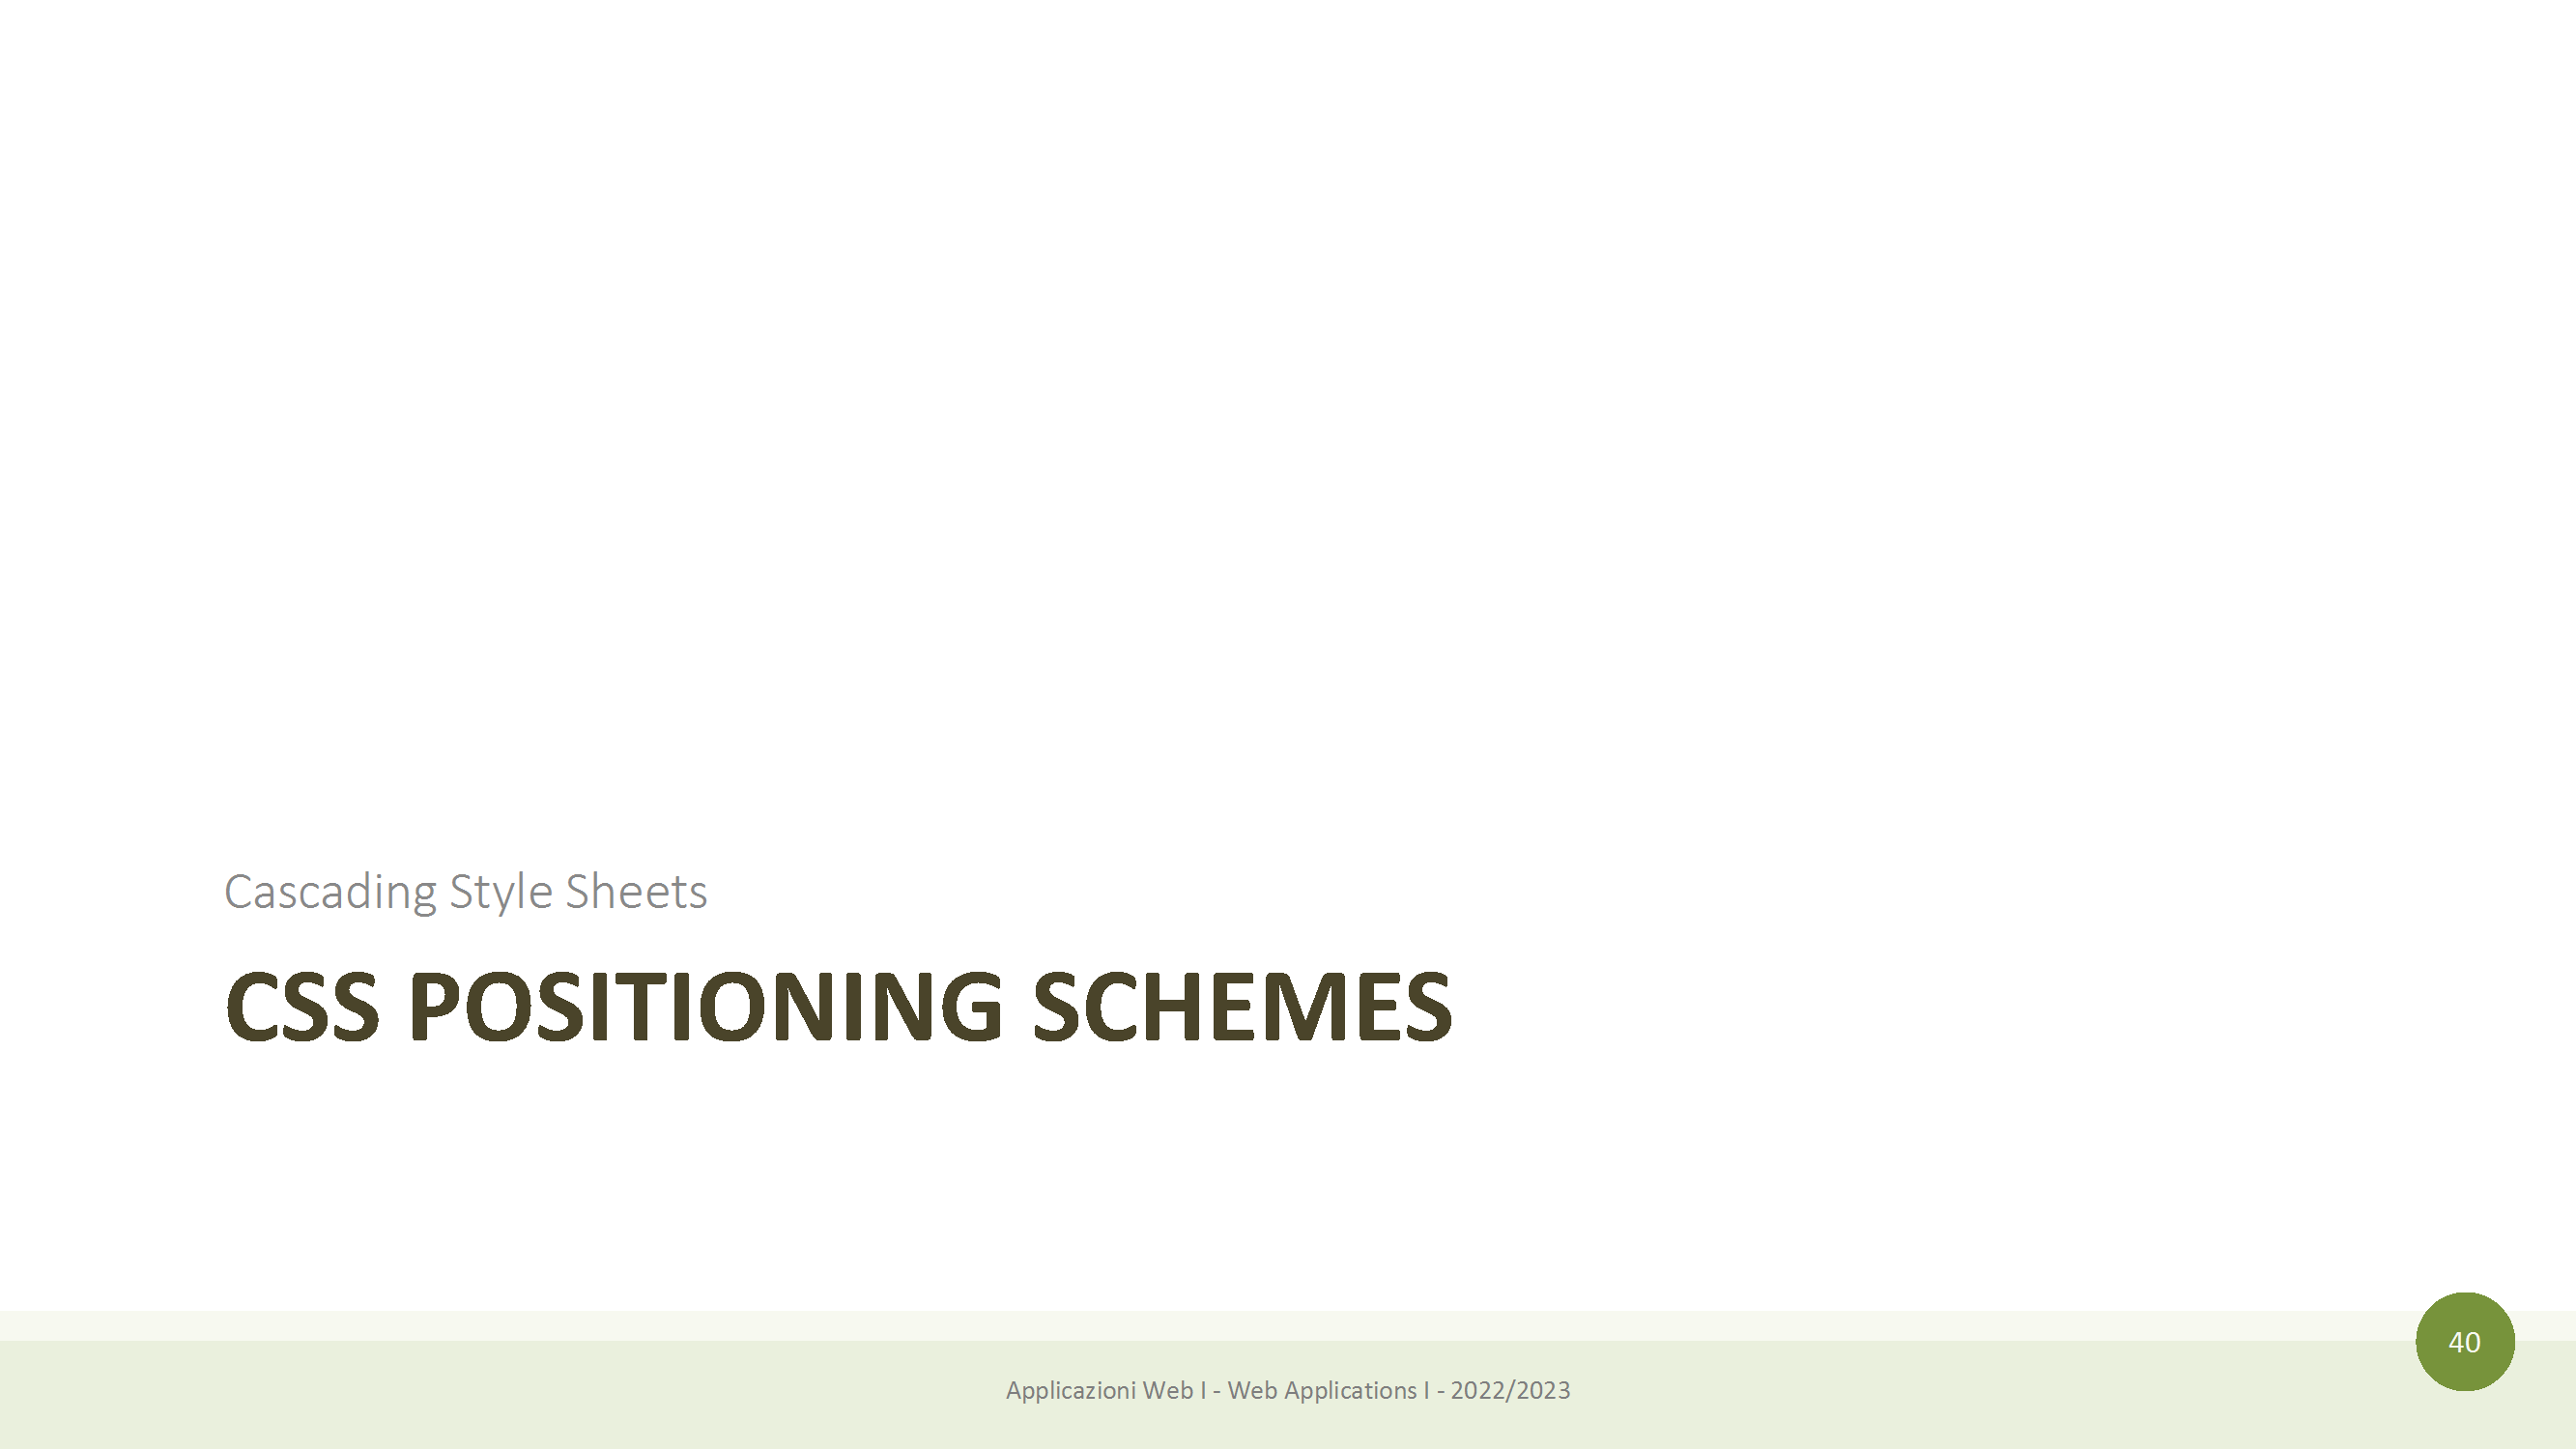 Cascading Style Sheets
CSS POSITIONING SCHEMES
40
Applicazioni Web I - Web Applications I - 2022/2023